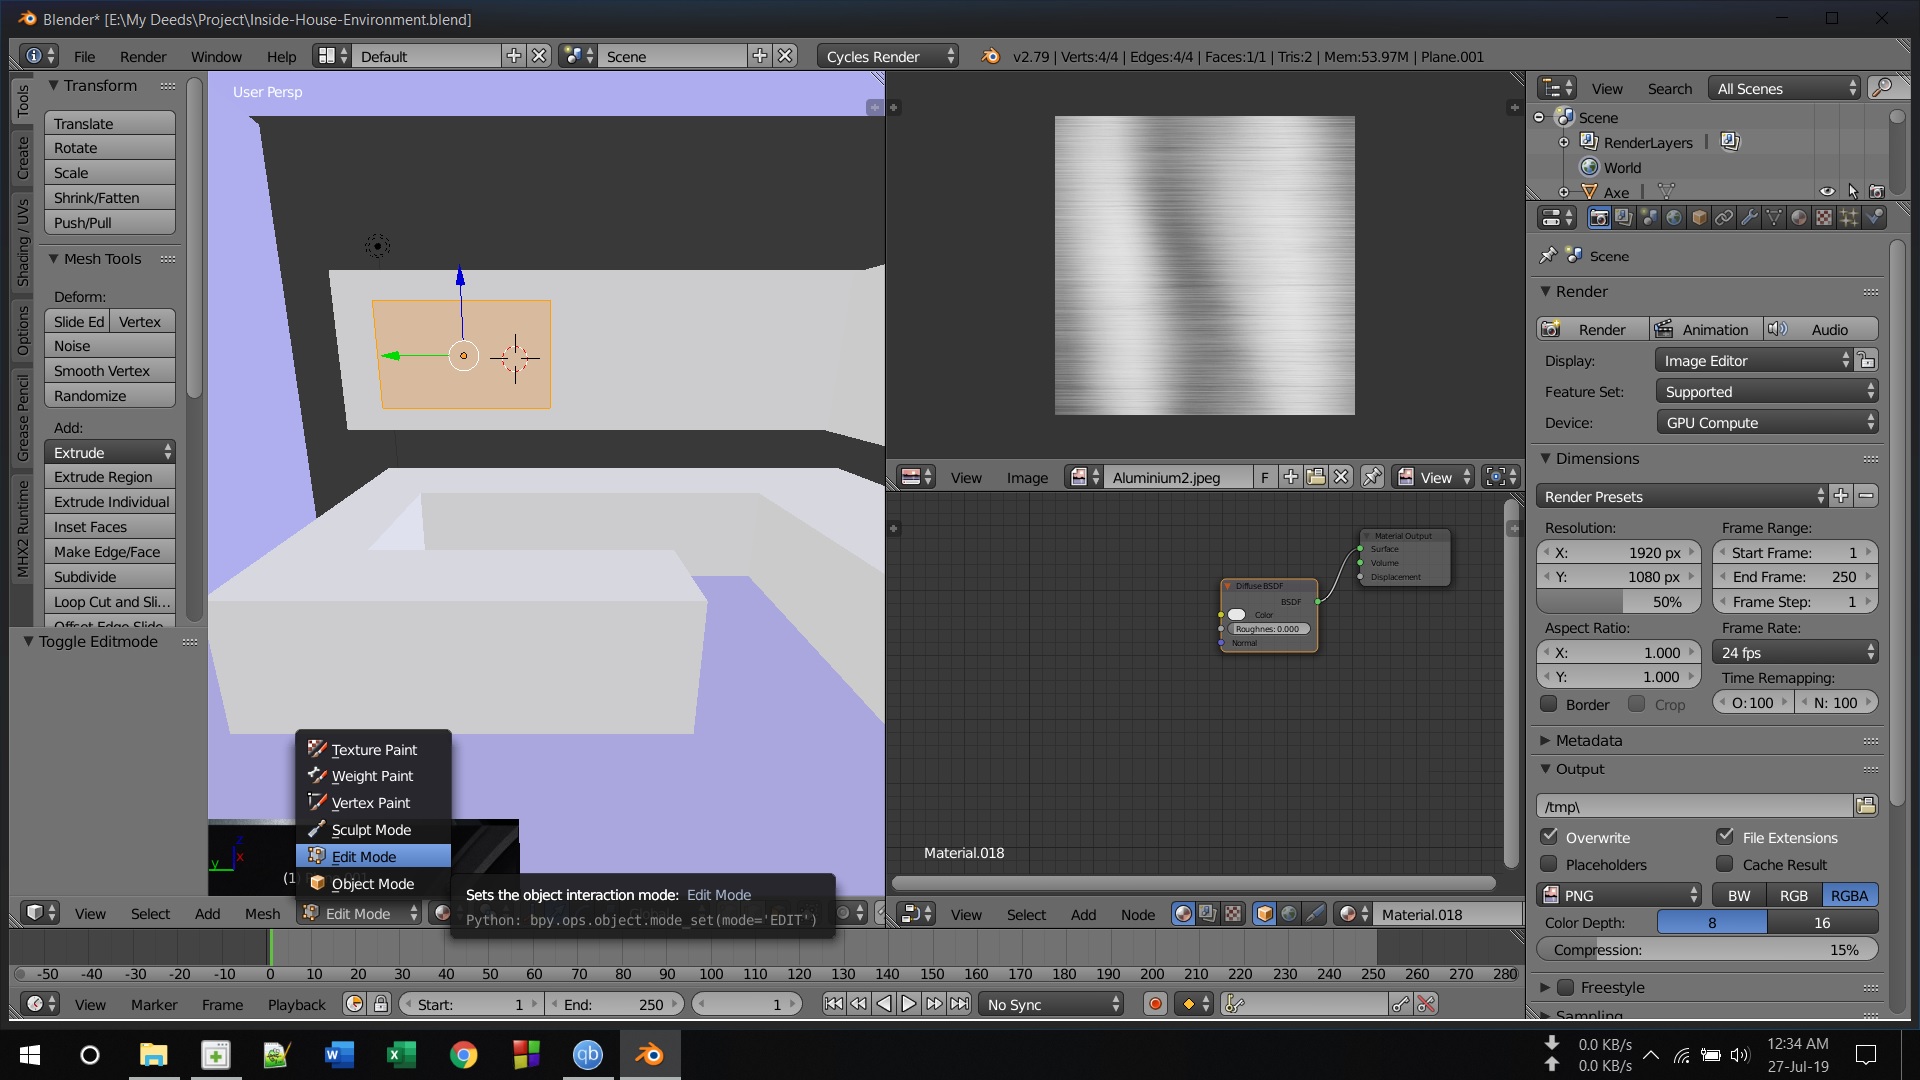 Blender* [E:\My Deeds\Project\Inside-House-Environment.blend]
File Render Window Help Default Scene Cycles Render v2.79 | Verts:4/4 | Edges:4/4 | Faces:1/1 | Tris:2 | Mem:53.97M | Plane.001
Tools
Create
Shading / UVs
Options
Grease Pencil
MHX2 Runtime
Transform
Translate
Rotate
Scale
Shrink/Fatten
Push/Pull
Mesh Tools
Deform:
Slide Ed Vertex
Noise
Smooth Vertex
Randomize
Add:
Extrude
Extrude Region
Extrude Individual
Inset Faces
Make Edge/Face
Subdivide
Loop Cut and Sli...
Offset Edge Slide
Toggle Editmode
User Persp
Texture Paint
Weight Paint
Vertex Paint
Sculpt Mode
Edit Mode
Object Mode
z
y
x
(1)
Sets the object interaction mode: Edit Mode
Python: bpy.ops.object.mode_set(mode='EDIT')
View Select Add Mesh Edit Mode
View Image Aluminium2.jpeg F View
Material Output
Surface
Volume
Displacement
Diffuse BSDF
BSDF
Color
Roughnes: 0.000
Normal
Material.018
View Select Add Node Material.018
View Search All Scenes
Scene
RenderLayers
World
Axe
Scene
Render
Render Animation Audio
Display: Image Editor
Feature Set: Supported
Device: GPU Compute
Dimensions
Render Presets
Resolution: Frame Range:
X: 1920 px Start Frame: 1
Y: 1080 px End Frame: 250
50% Frame Step: 1
Aspect Ratio: Frame Rate:
X: 1.000 24 fps
Y: 1.000 Time Remapping:
Border Crop O: 100 N: 100
Metadata
Output
/tmp\
Overwrite File Extensions
Placeholders Cache Result
PNG BW RGB RGBA
Color Depth: 8 16
Compression: 15%
Freestyle
Sampling
-50 -40 -30 -20 -10 0 10 20 30 40 50 60 70 80 90 100 110 120 130 140 150 160 170 180 190 200 210 220 230 240 250 260 270 280
View Marker Frame Playback Start: 1 End: 250 1 No Sync
0.0 KB/s
0.0 KB/s
12:34 AM
27-Jul-19